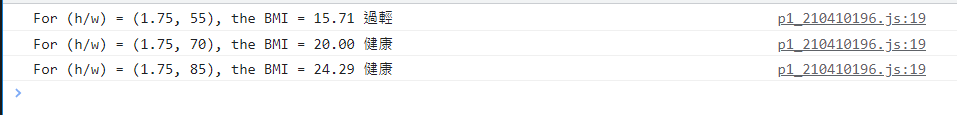 For (h/w) = (1.75, 55), the BMI = 15.71 過輕 p1_210410196.js:19
For (h/w) = (1.75, 70), the BMI = 20.00 健康 p1_210410196.js:19
For (h/w) = (1.75, 85), the BMI = 24.29 健康 p1_210410196.js:19